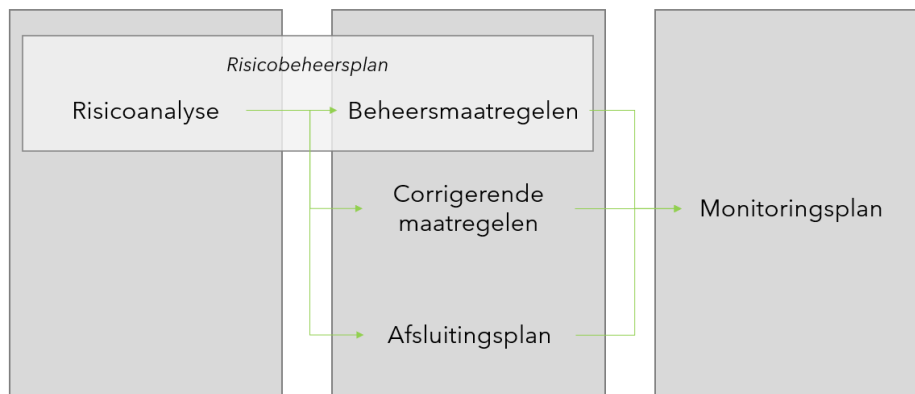 Risicobeheersplan
Risicoanalyse
Beheersmaatregelen
Corrigerende
maatregelen
Monitoringsplan
Afsluitingsplan